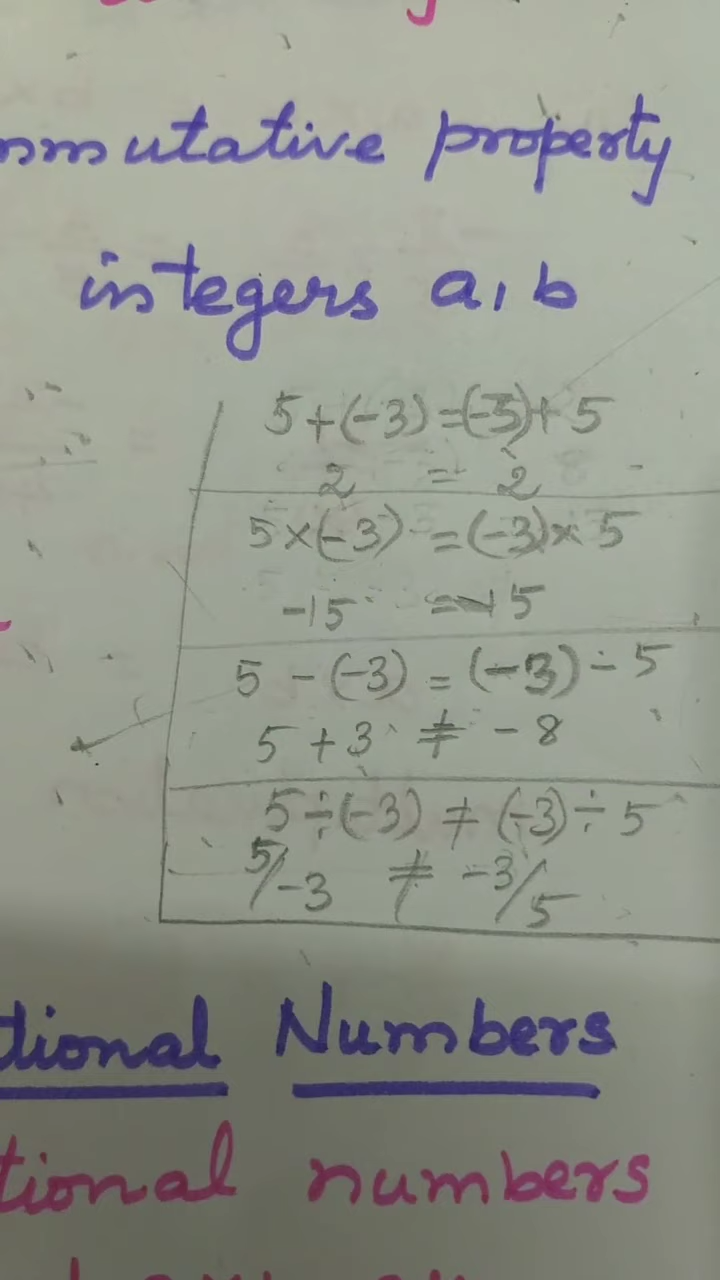 mmutative property
integers a, b
5+(-3)=(-3)+5
2 = 2
5×(-3) =(-3)×5
-15 = -15
5 -(-3) = (-3) - 5
5+3 ≠ -8
5÷(-3) ≠ (-3)÷5
5/-3 ≠ -3/5
tional Numbers
tional numbers